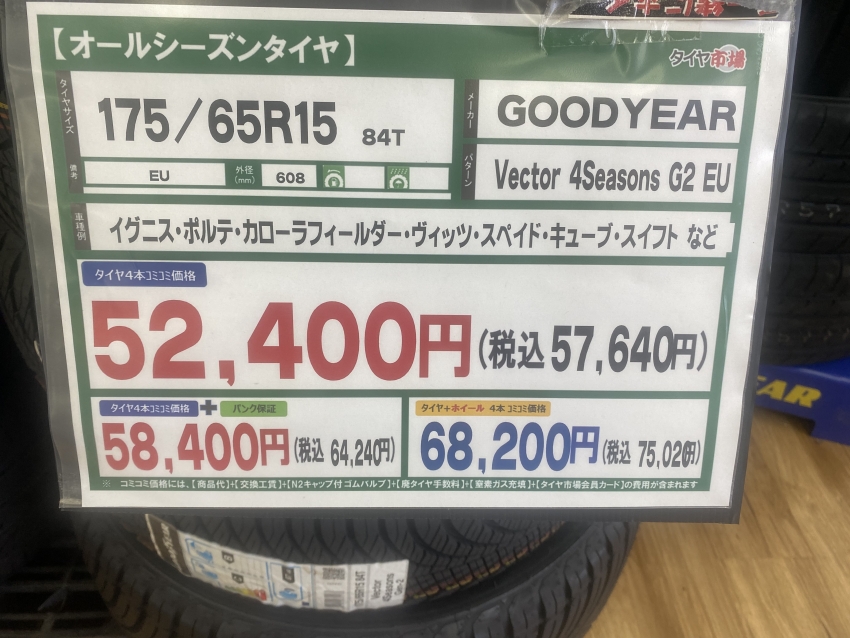 【オールシーズンタイヤ】
タイヤ市場
タイヤサイズ
175/65R15 84T
メーカー
GOODYEAR
備考
EU
外径(mm)
608
パターン
Vector 4Seasons G2 EU
車種例
イグニス・ポルテ・カローラフィールダー・ヴィッツ・スペイド・キューブ・スイフト など
タイヤ4本コミコミ価格
52,400円(税込57,640円)
タイヤ4本コミコミ価格+パンク保証
58,400円(税込 64,240円)
タイヤ+ホイール 4本コミコミ価格
68,200円(税込 75,020円)
※ コミコミ価格には、【商品代】+【交換工賃】+【N2キャップ付ゴムバルブ】+【廃タイヤ手数料】+【窒素ガス充填】+【タイヤ市場会員カード】の費用が含まれます
EAR
175/65R15 84T
Vector
4Seasons
Gen-2